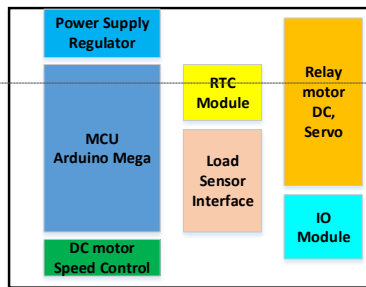 Power Supply
Regulator
MCU
Arduino Mega
DC motor
Speed Control
RTC
Module
Load
Sensor
Interface
Relay
motor
DC,
Servo
IO
Module